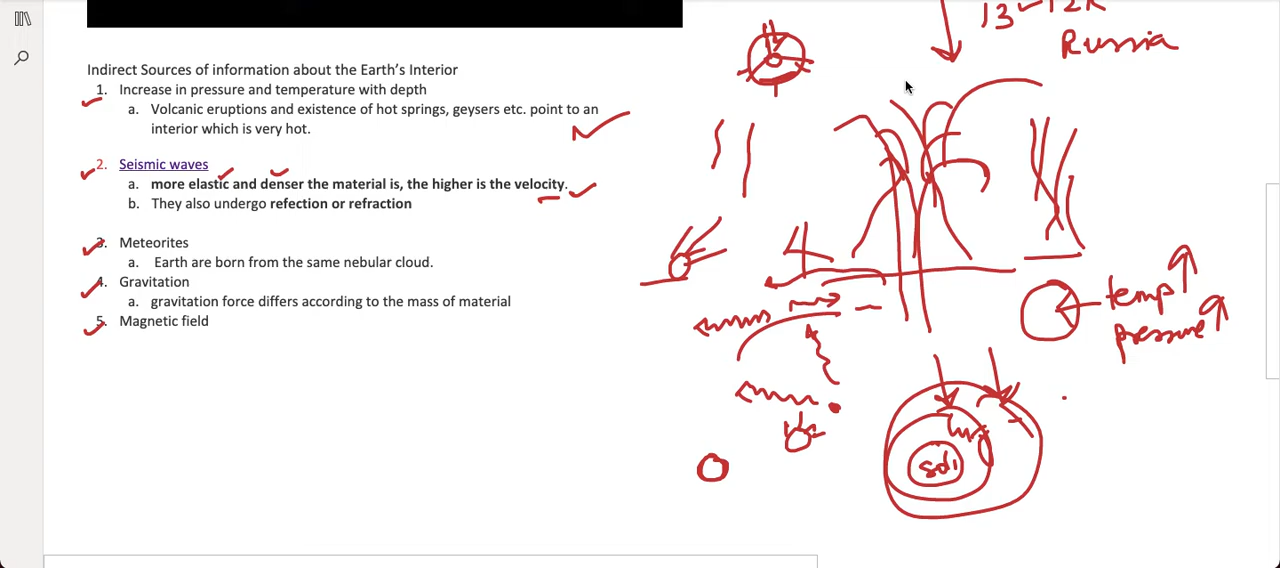 13-12k
Russia
Indirect Sources of information about the Earth's Interior
1. Increase in pressure and temperature with depth
a. Volcanic eruptions and existence of hot springs, geysers etc. point to an
interior which is very hot.
2. Seismic waves
a. more elastic and denser the material is, the higher is the velocity.
b. They also undergo refection or refraction
3. Meteorites
a. Earth are born from the same nebular cloud.
4. Gravitation
a. gravitation force differs according to the mass of material
5. Magnetic field
temp
pressure